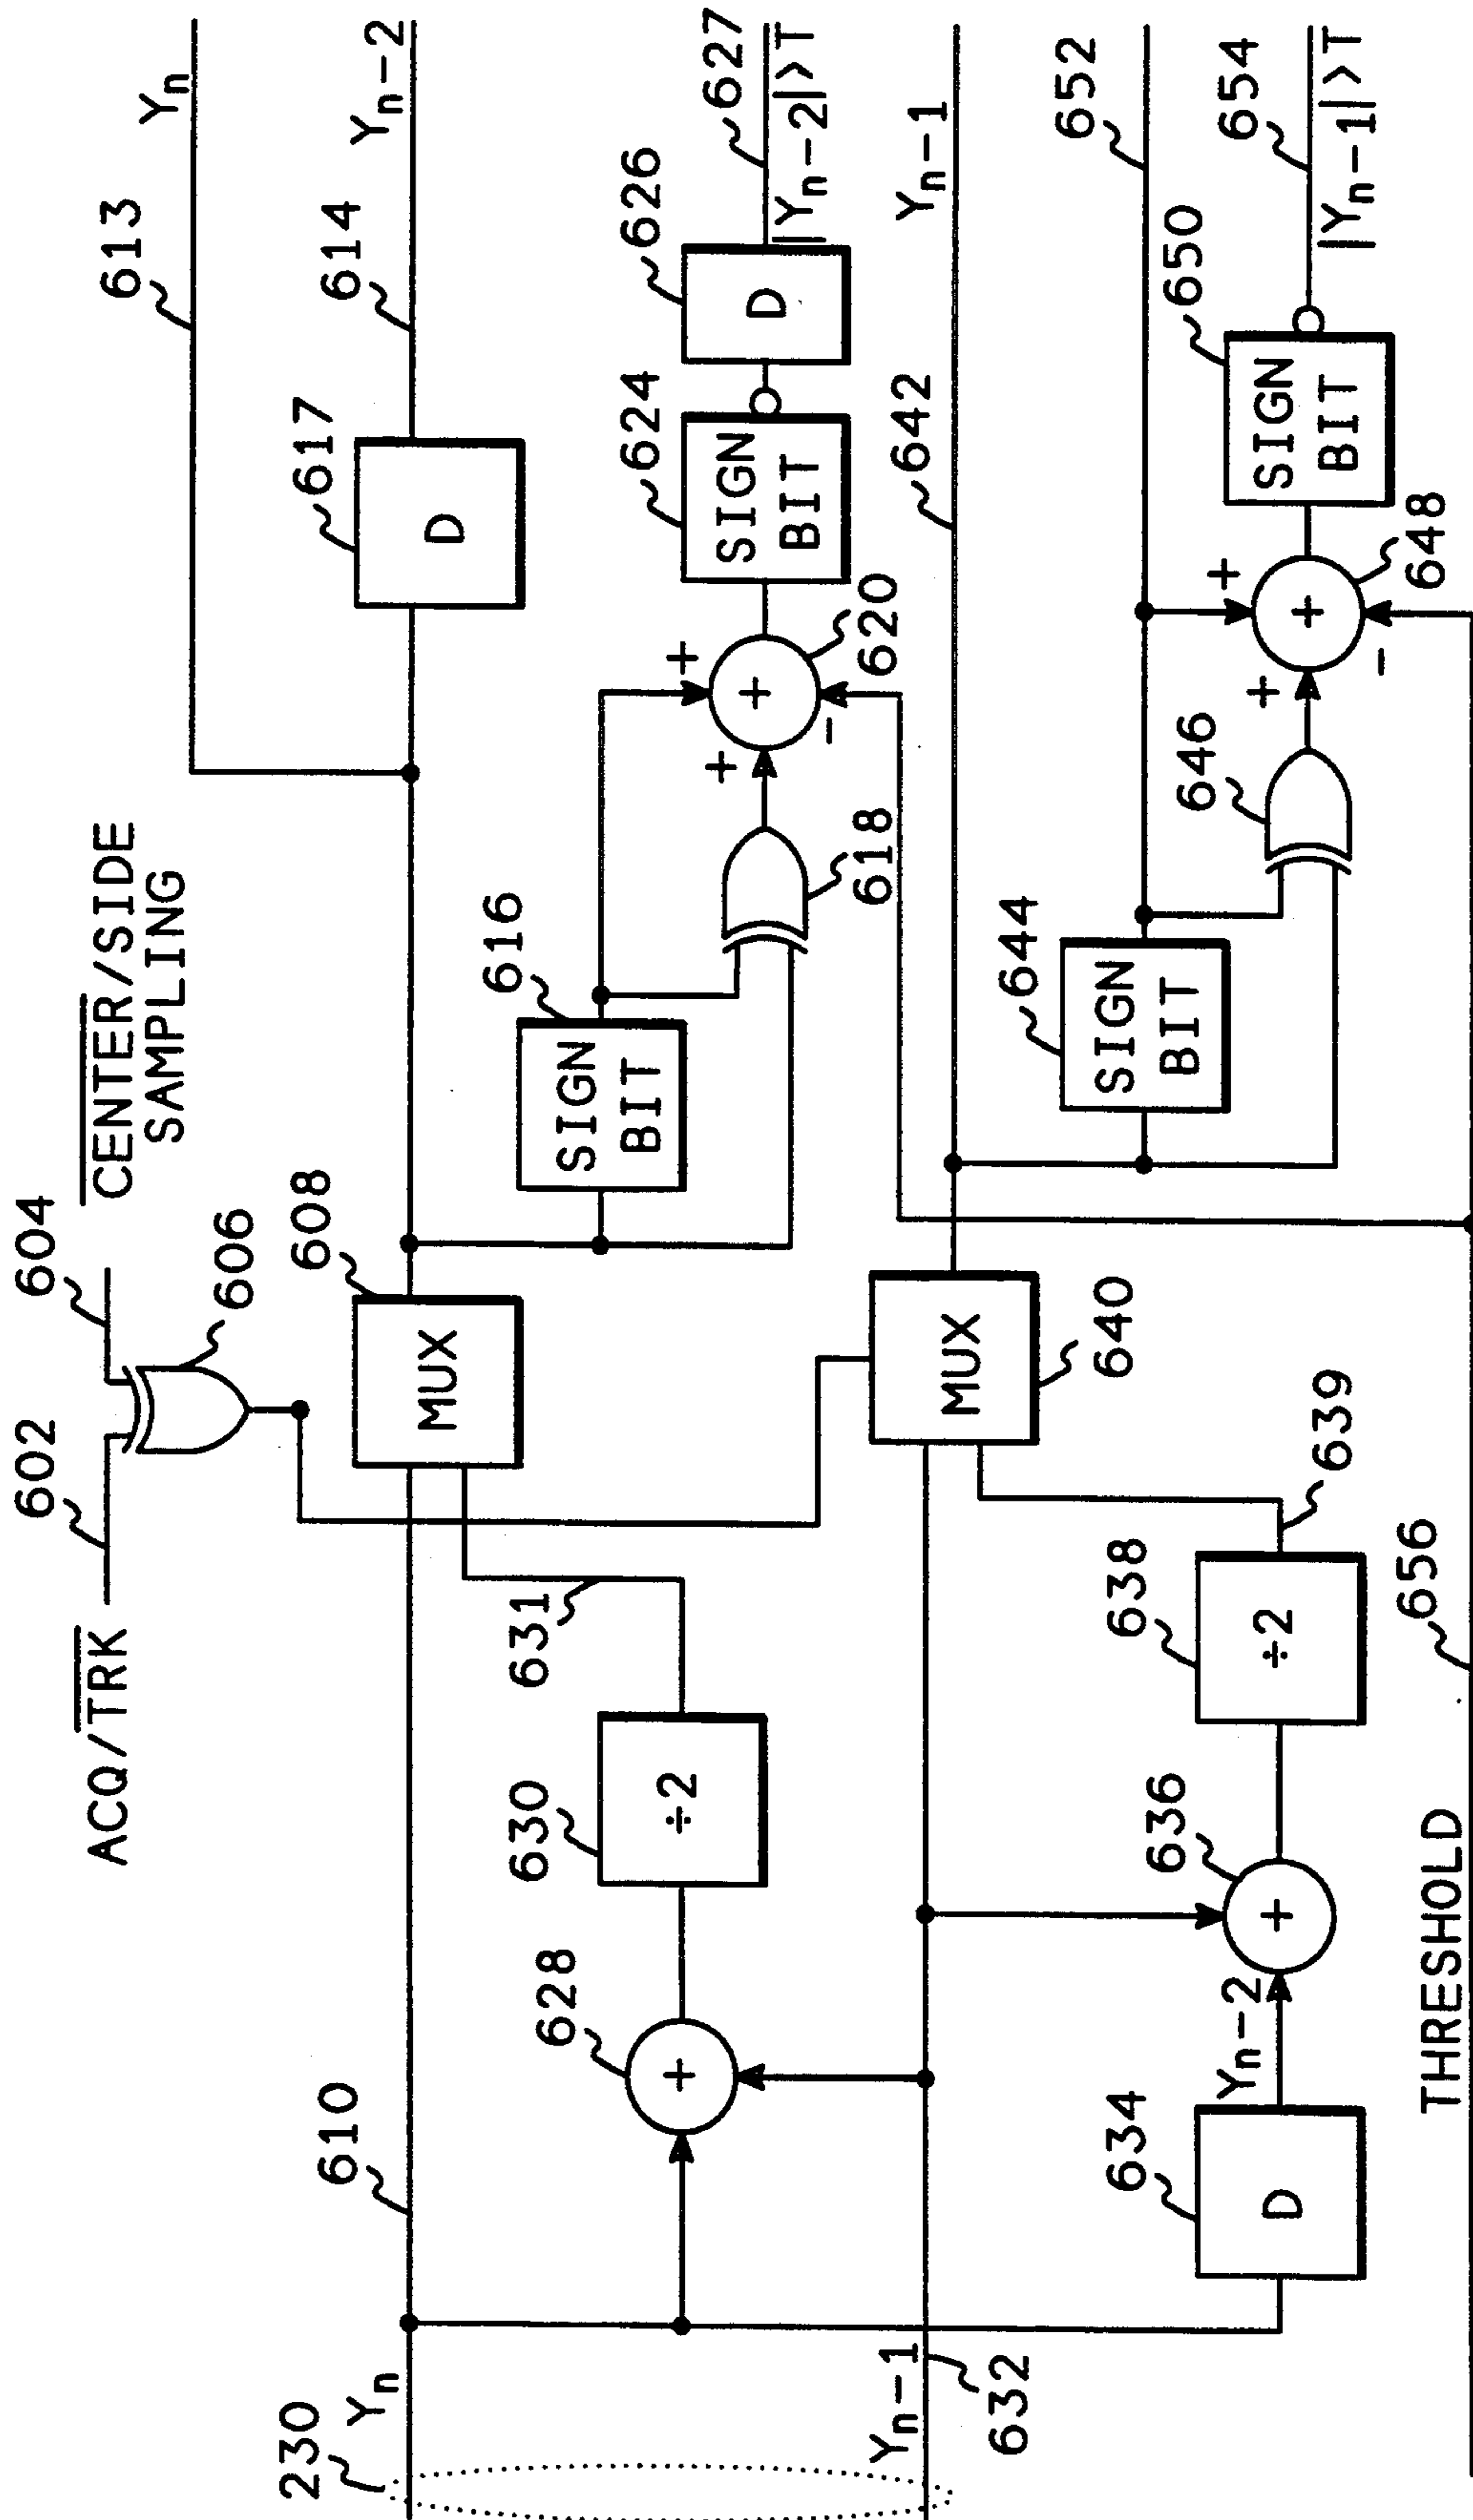 602
604
ACQ/TRK
CENTER/SIDE
SAMPLING
606
230
Yn
610
608
MUX
613
Yn
617
D
614
Yn-2
628
+
630
÷2
631
616
SIGN
BIT
618
+
+
+
-
620
624
SIGN
BIT
626
D
627
|Yn-2|>T
Yn-1
632
640
MUX
642
Yn-1
634
D
Yn-2
636
+
638
÷2
639
644
SIGN
BIT
646
+
+
+
-
648
650
SIGN
BIT
652
654
|Yn-1|>T
THRESHOLD
656